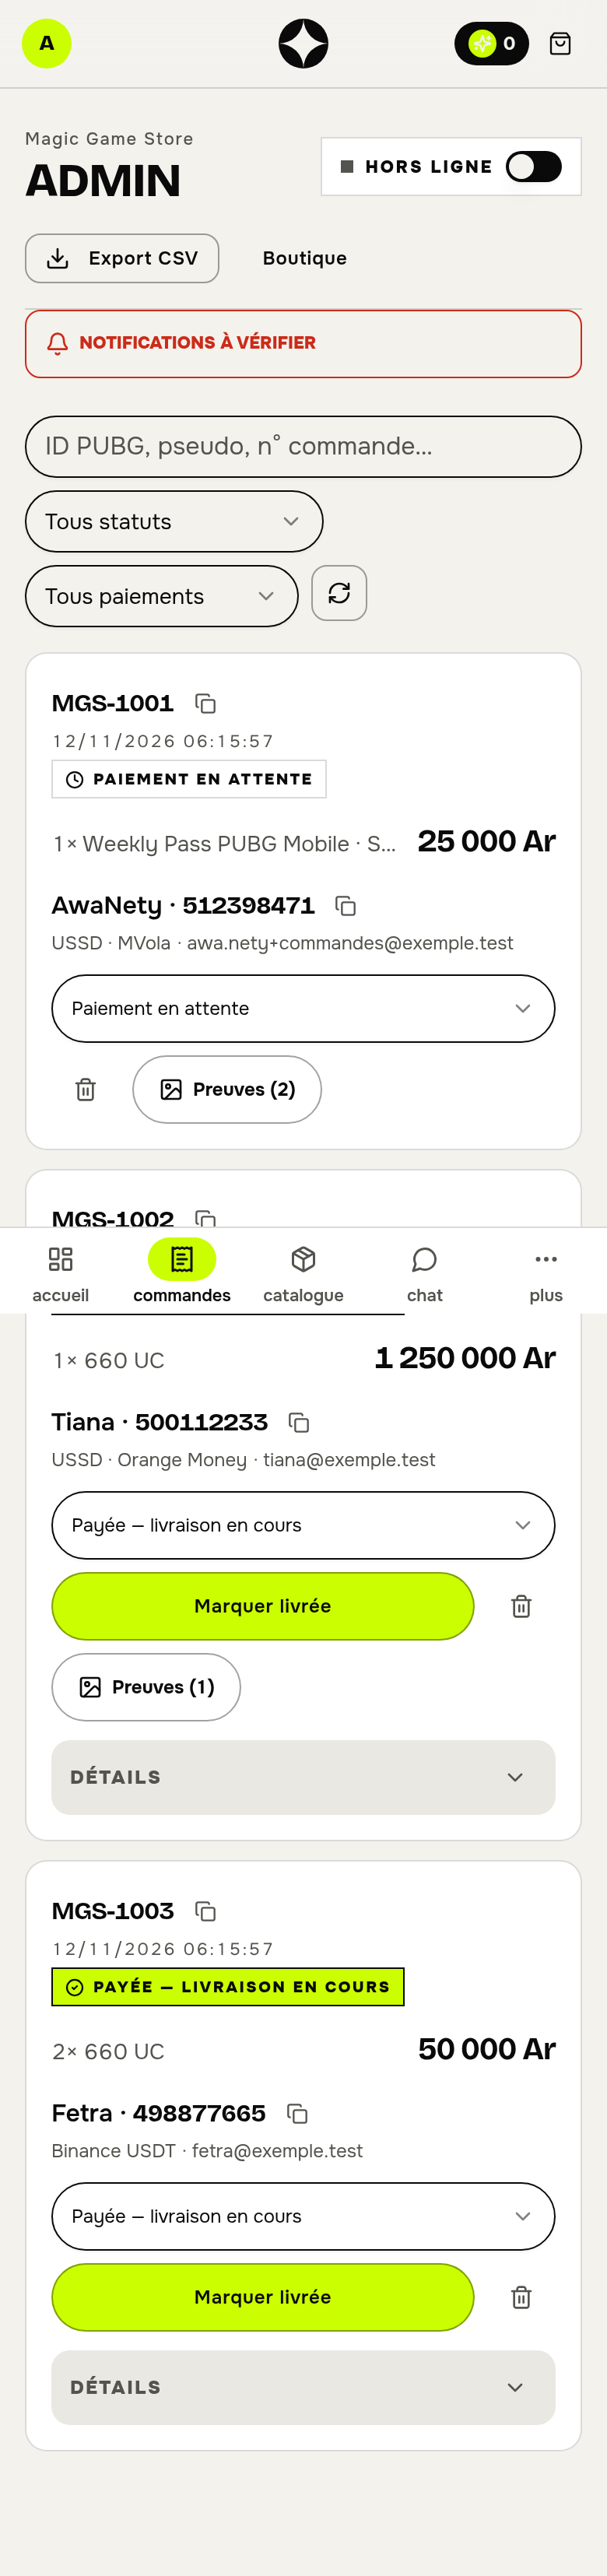 A
0
Magic Game Store
ADMIN
HORS LIGNE
Export CSV
Boutique
NOTIFICATIONS À VÉRIFIER
ID PUBG, pseudo, n° commande...
Tous statuts
Tous paiements
MGS-1001
12/11/2026 06:15:57
PAIEMENT EN ATTENTE
1× Weekly Pass PUBG Mobile · S... 25 000 Ar
AwaNety · 512398471
USSD · MVola · awa.nety+commandes@exemple.test
Paiement en attente
Preuves (2)
MGS-1002
accueil commandes catalogue chat plus
1× 660 UC 1 250 000 Ar
Tiana · 500112233
USSD · Orange Money · tiana@exemple.test
Payée — livraison en cours
Marquer livrée
Preuves (1)
DÉTAILS
MGS-1003
12/11/2026 06:15:57
PAYÉE — LIVRAISON EN COURS
2× 660 UC 50 000 Ar
Fetra · 498877665
Binance USDT · fetra@exemple.test
Payée — livraison en cours
Marquer livrée
DÉTAILS